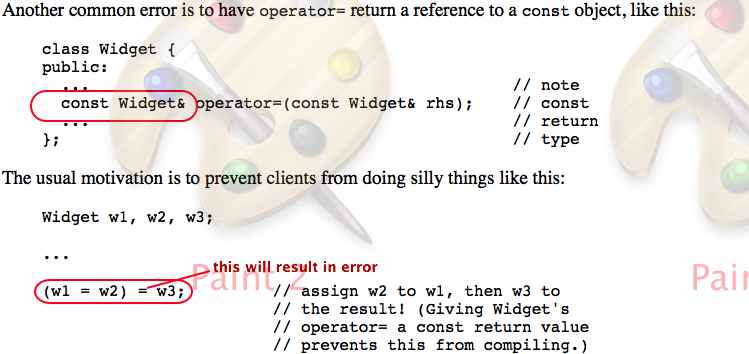 Another common error is to have operator= return a reference to a const object, like this:
class Widget {
public:
...                                      // note
const Widget& operator=(const Widget& rhs);    // const
...                                      // return
};                                       // type
The usual motivation is to prevent clients from doing silly things like this:
Widget w1, w2, w3;
...
this will result in error
(w1 = w2) = w3;    // assign w2 to w1, then w3 to
// the result! (Giving Widget's
// operator= a const return value
// prevents this from compiling.)
Paint 2
Pai